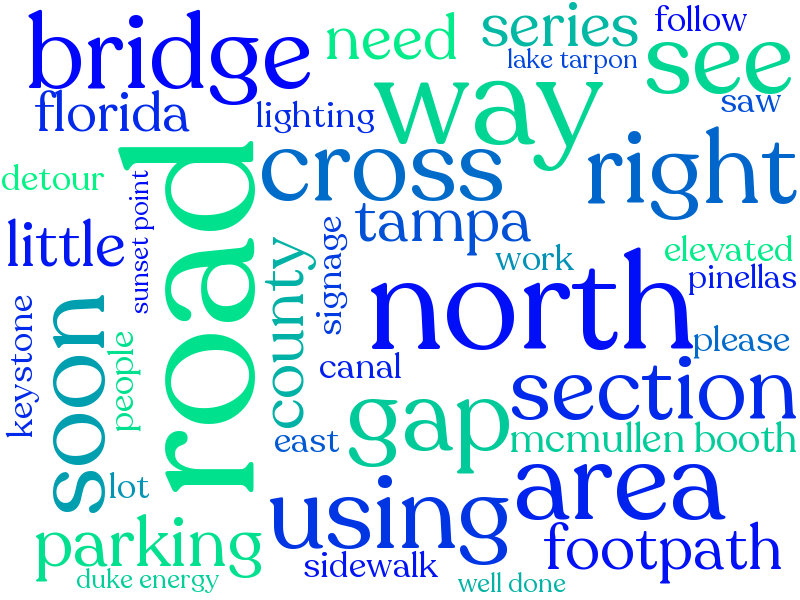 bridge
need
series
follow
lake tarpon
see
florida
lighting
way
saw
road
cross
right
detour
sunset point
little
tampa
signage
county
work
elevated
north
pinellas
keystone
soon
people
canal
please
section
gap
east
mcmullen booth
lot
using
area
parking
footpath
sidewalk
duke energy
well done